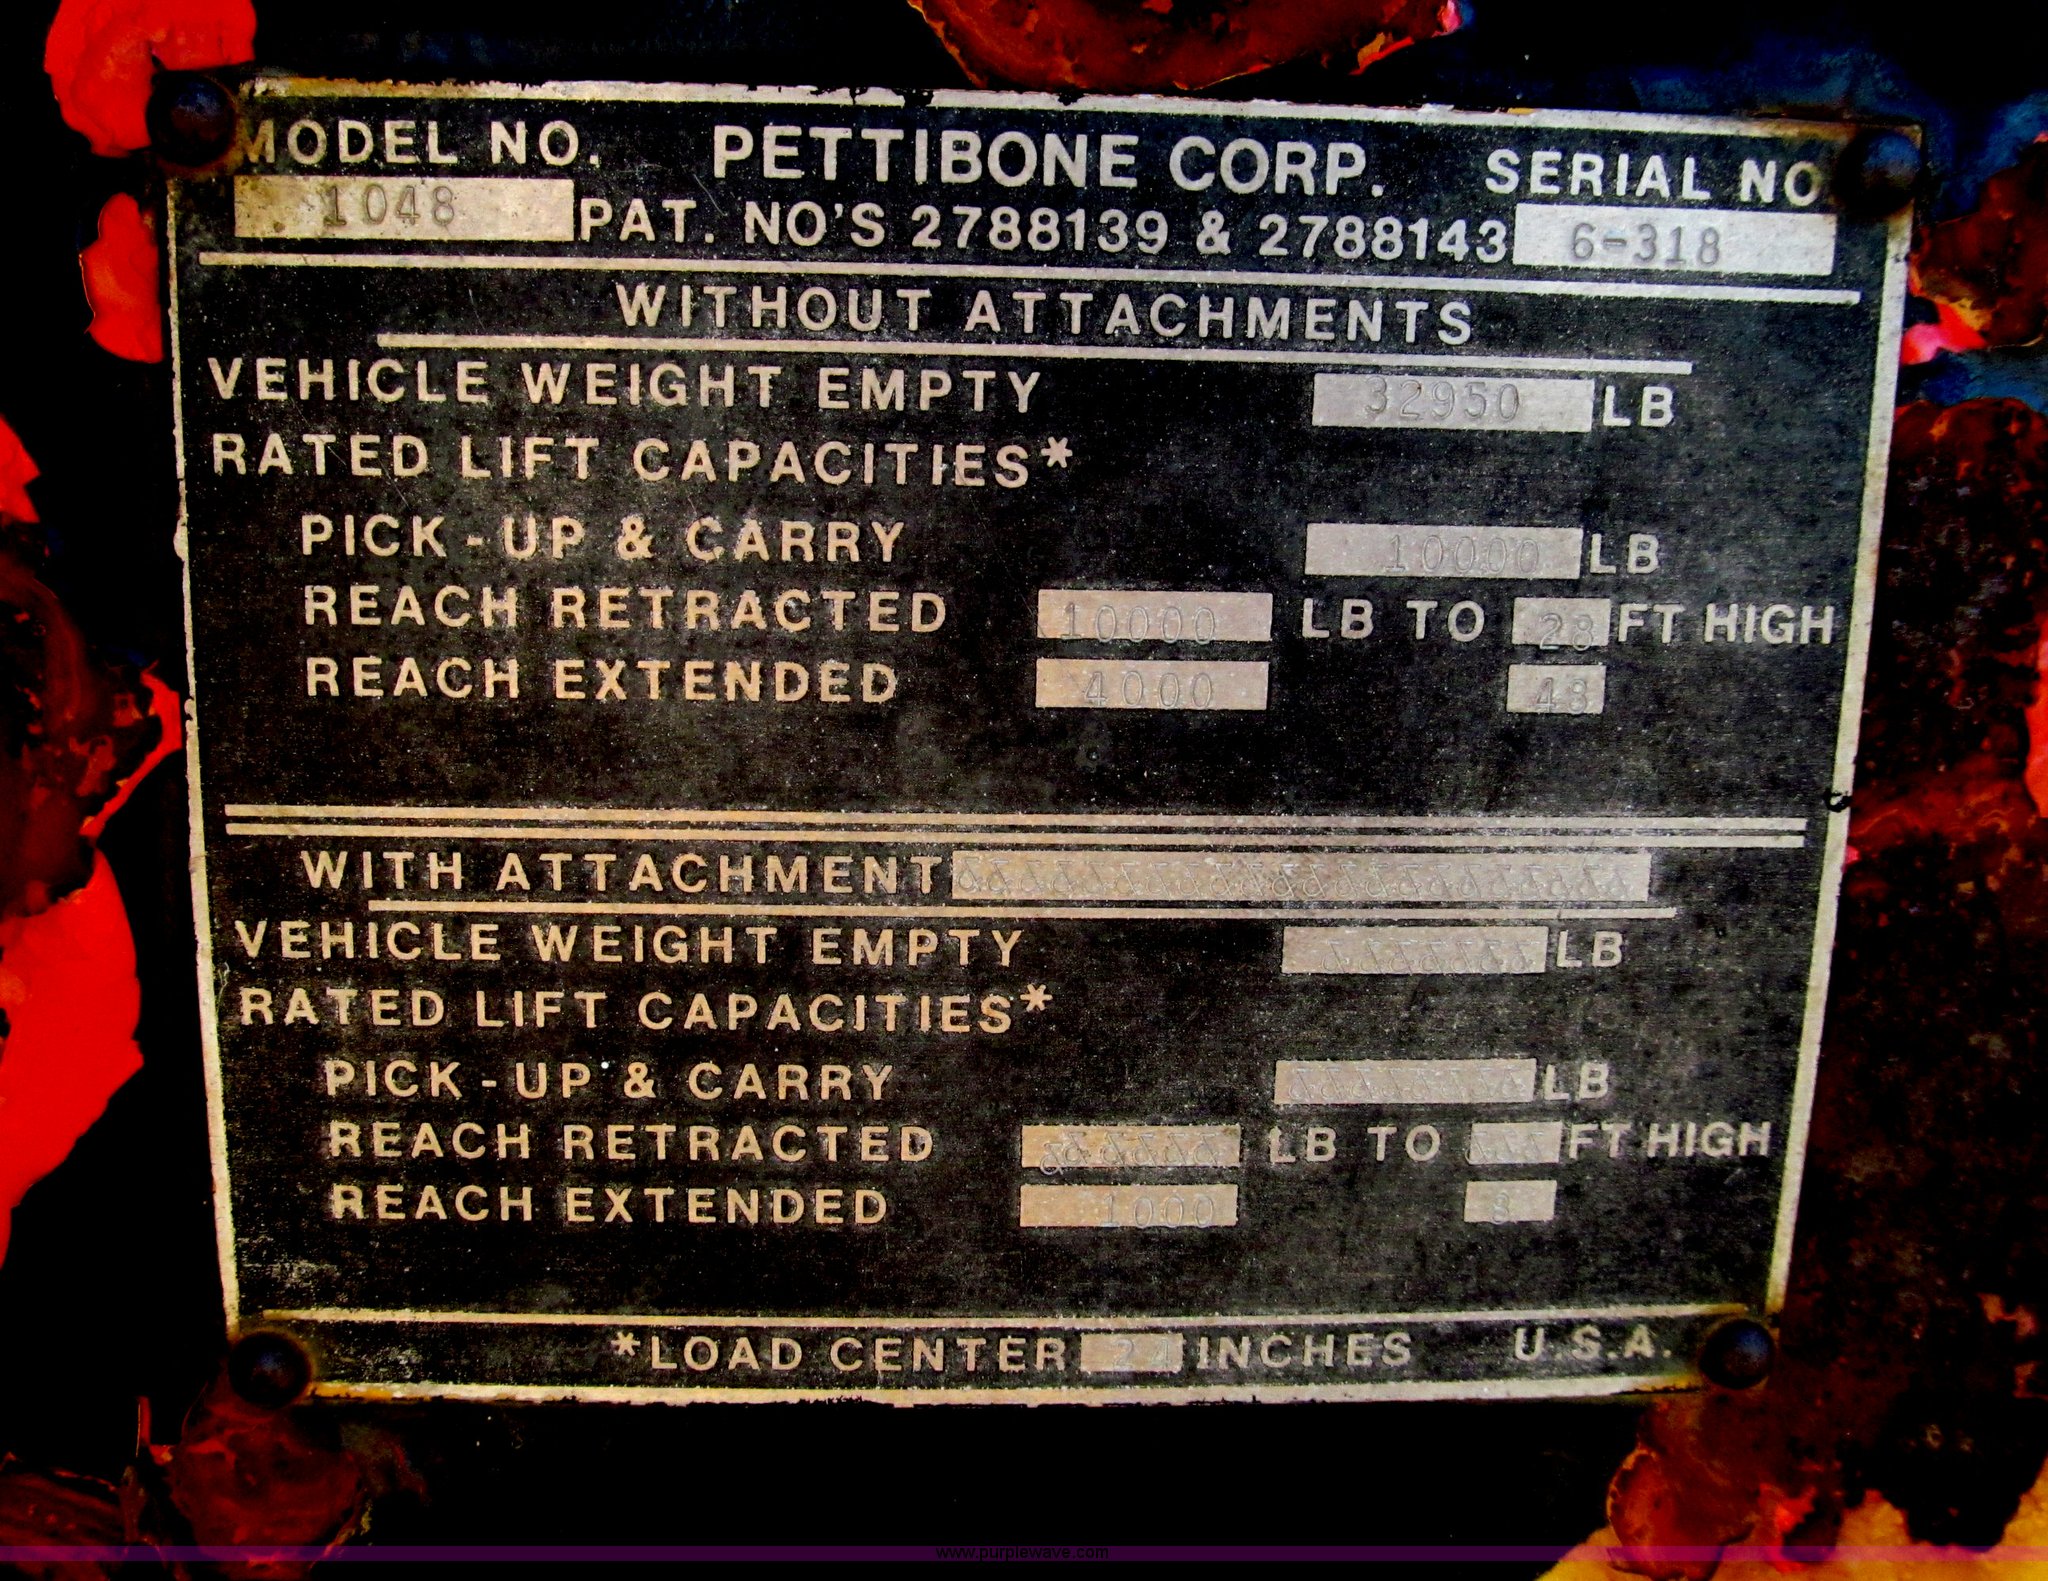 MODEL NO. PETTIBONE CORP. SERIAL NO
1048 PAT. NO'S 2788139 & 2788143 6-318
WITHOUT ATTACHMENTS
VEHICLE WEIGHT EMPTY 32950 LB
RATED LIFT CAPACITIES*
PICK-UP & CARRY 10000 LB
REACH RETRACTED 10000 LB TO 28 FT HIGH
REACH EXTENDED 4000 48
WITH ATTACHMENT
VEHICLE WEIGHT EMPTY LB
RATED LIFT CAPACITIES*
PICK-UP & CARRY LB
REACH RETRACTED LB TO FT HIGH
REACH EXTENDED 1000 8
*LOAD CENTER 24 INCHES U.S.A.
www.purplewave.com